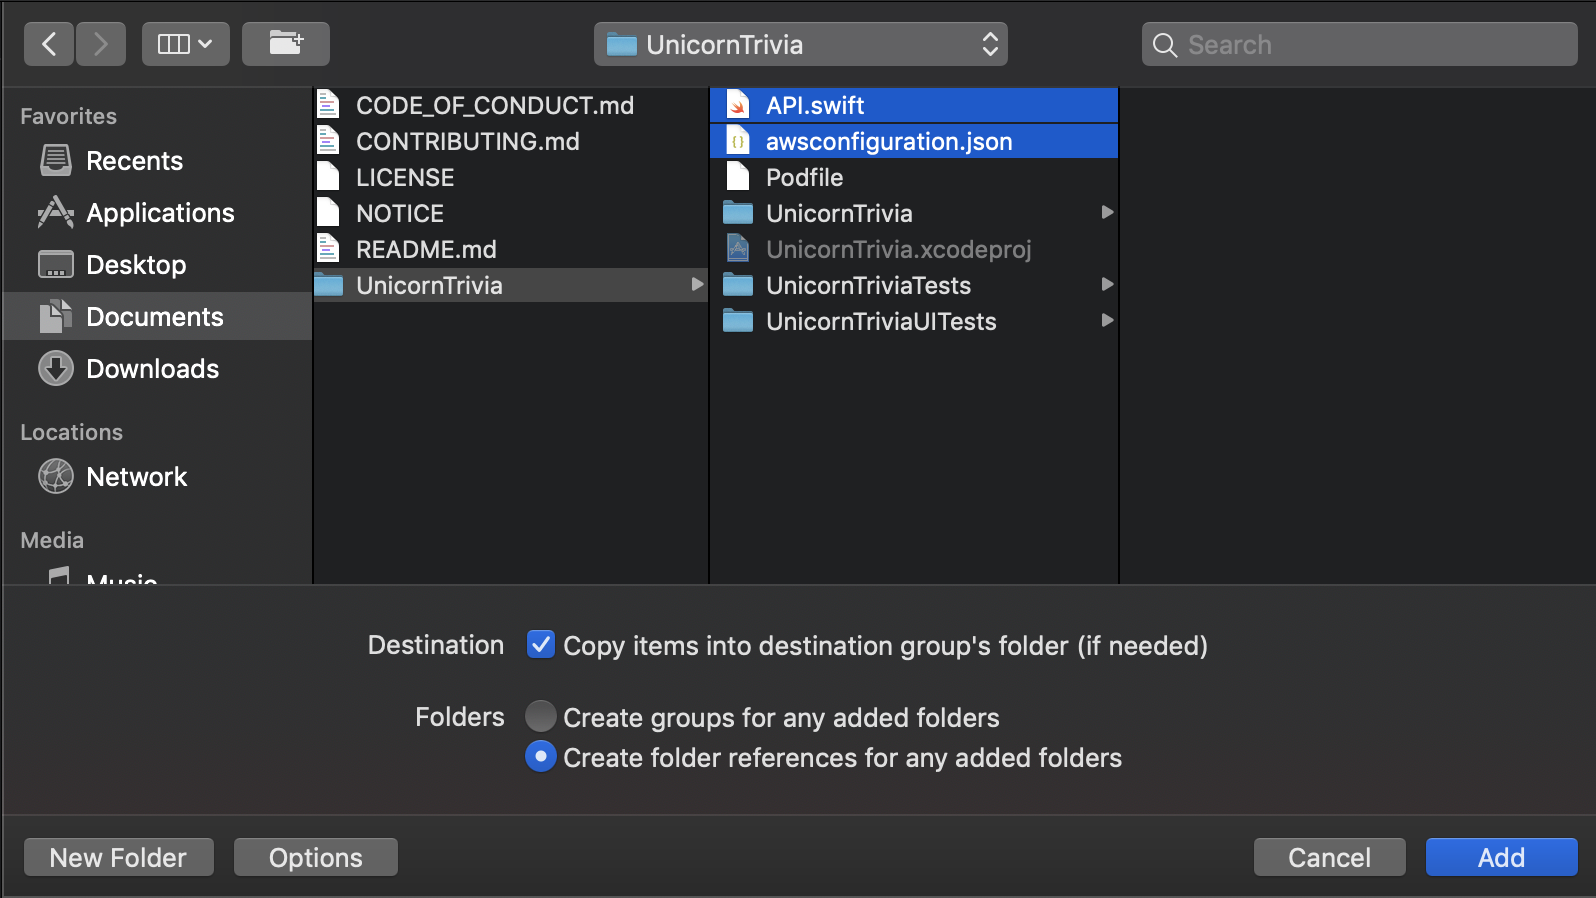 UnicornTrivia
Search
Favorites
Recents
Applications
Desktop
Documents
Downloads
Locations
Network
Media
Music
CODE_OF_CONDUCT.md
CONTRIBUTING.md
LICENSE
NOTICE
README.md
UnicornTrivia
API.swift
awsconfiguration.json
Podfile
UnicornTrivia
UnicornTrivia.xcodeproj
UnicornTriviaTests
UnicornTriviaUITests
Destination Copy items into destination group's folder (if needed)
Folders Create groups for any added folders
Create folder references for any added folders
New Folder Options Cancel Add